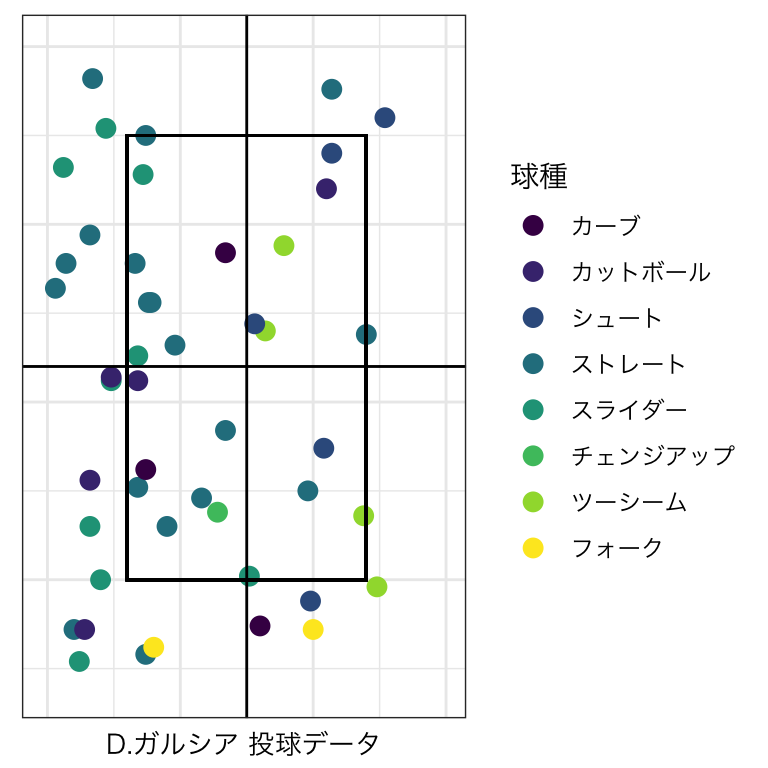 球種
カーブ
カットボール
シュート
ストレート
スライダー
チェンジアップ
ツーシーム
フォーク
D.ガルシア 投球データ